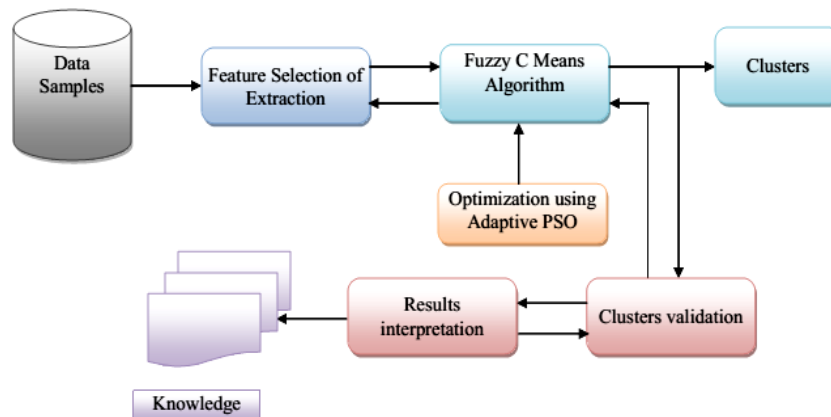 Data
Samples
Feature Selection of
Extraction
Fuzzy C Means
Algorithm
Clusters
Optimization using
Adaptive PSO
Results
interpretation
Clusters validation
Knowledge